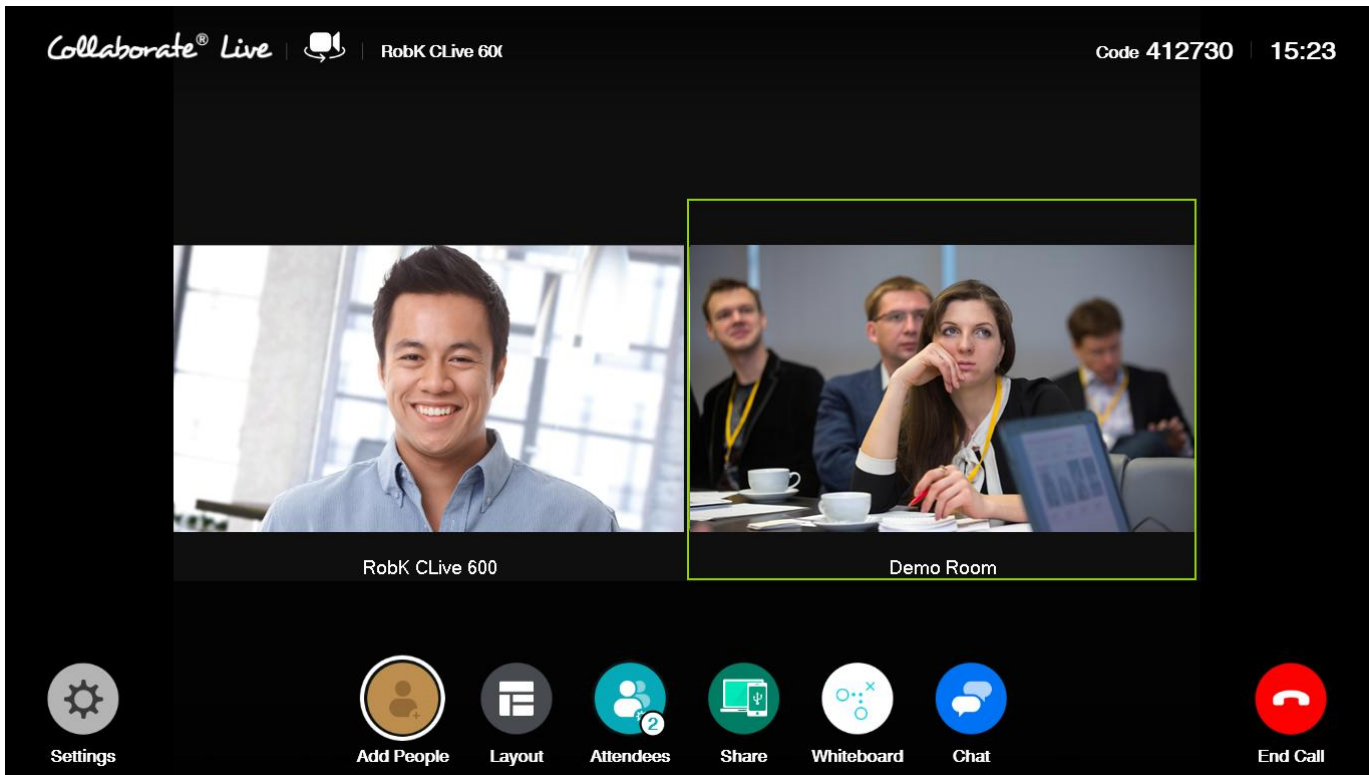 Collaborate® Live
RobK CLive 60(
Code 412730
15:23
RobK CLive 600
Demo Room
2
Settings
Add People
Layout
Attendees
Share
Whiteboard
Chat
End Call